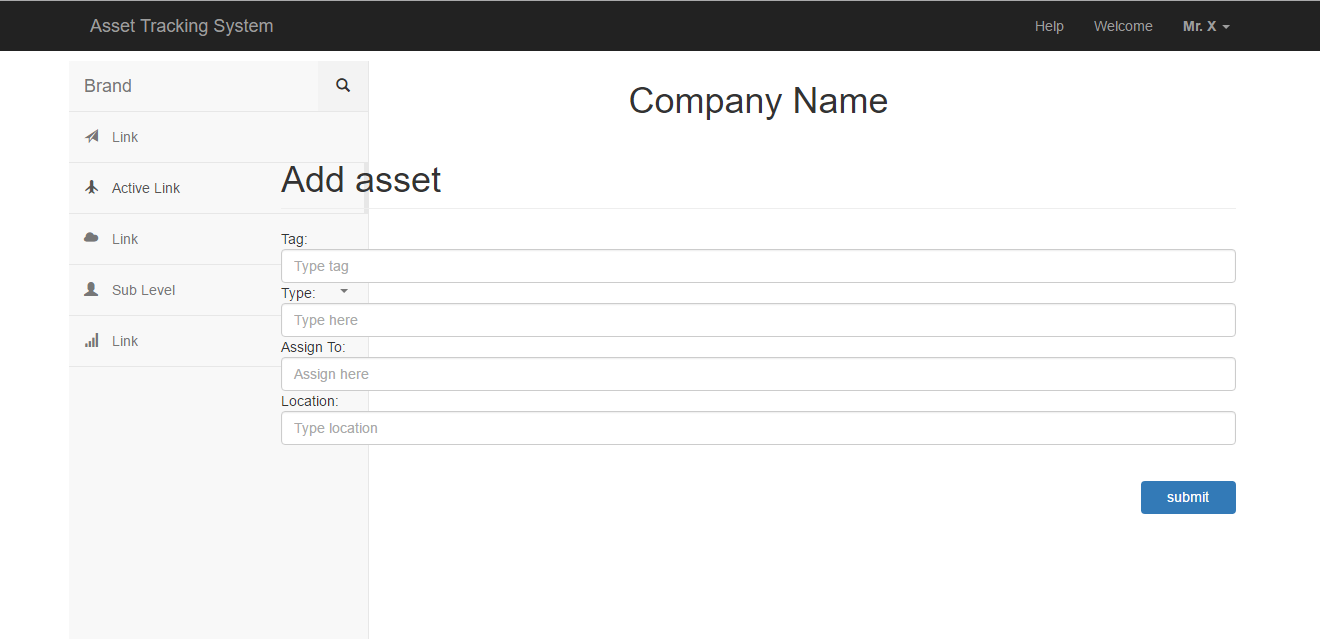 Asset Tracking System Help Welcome Mr. X
Brand
Company Name
Link
Active Link
Add asset
Link
Tag:
Type tag
Sub Level
Type:
Type here
Link
Assign To:
Assign here
Location:
Type location
submit